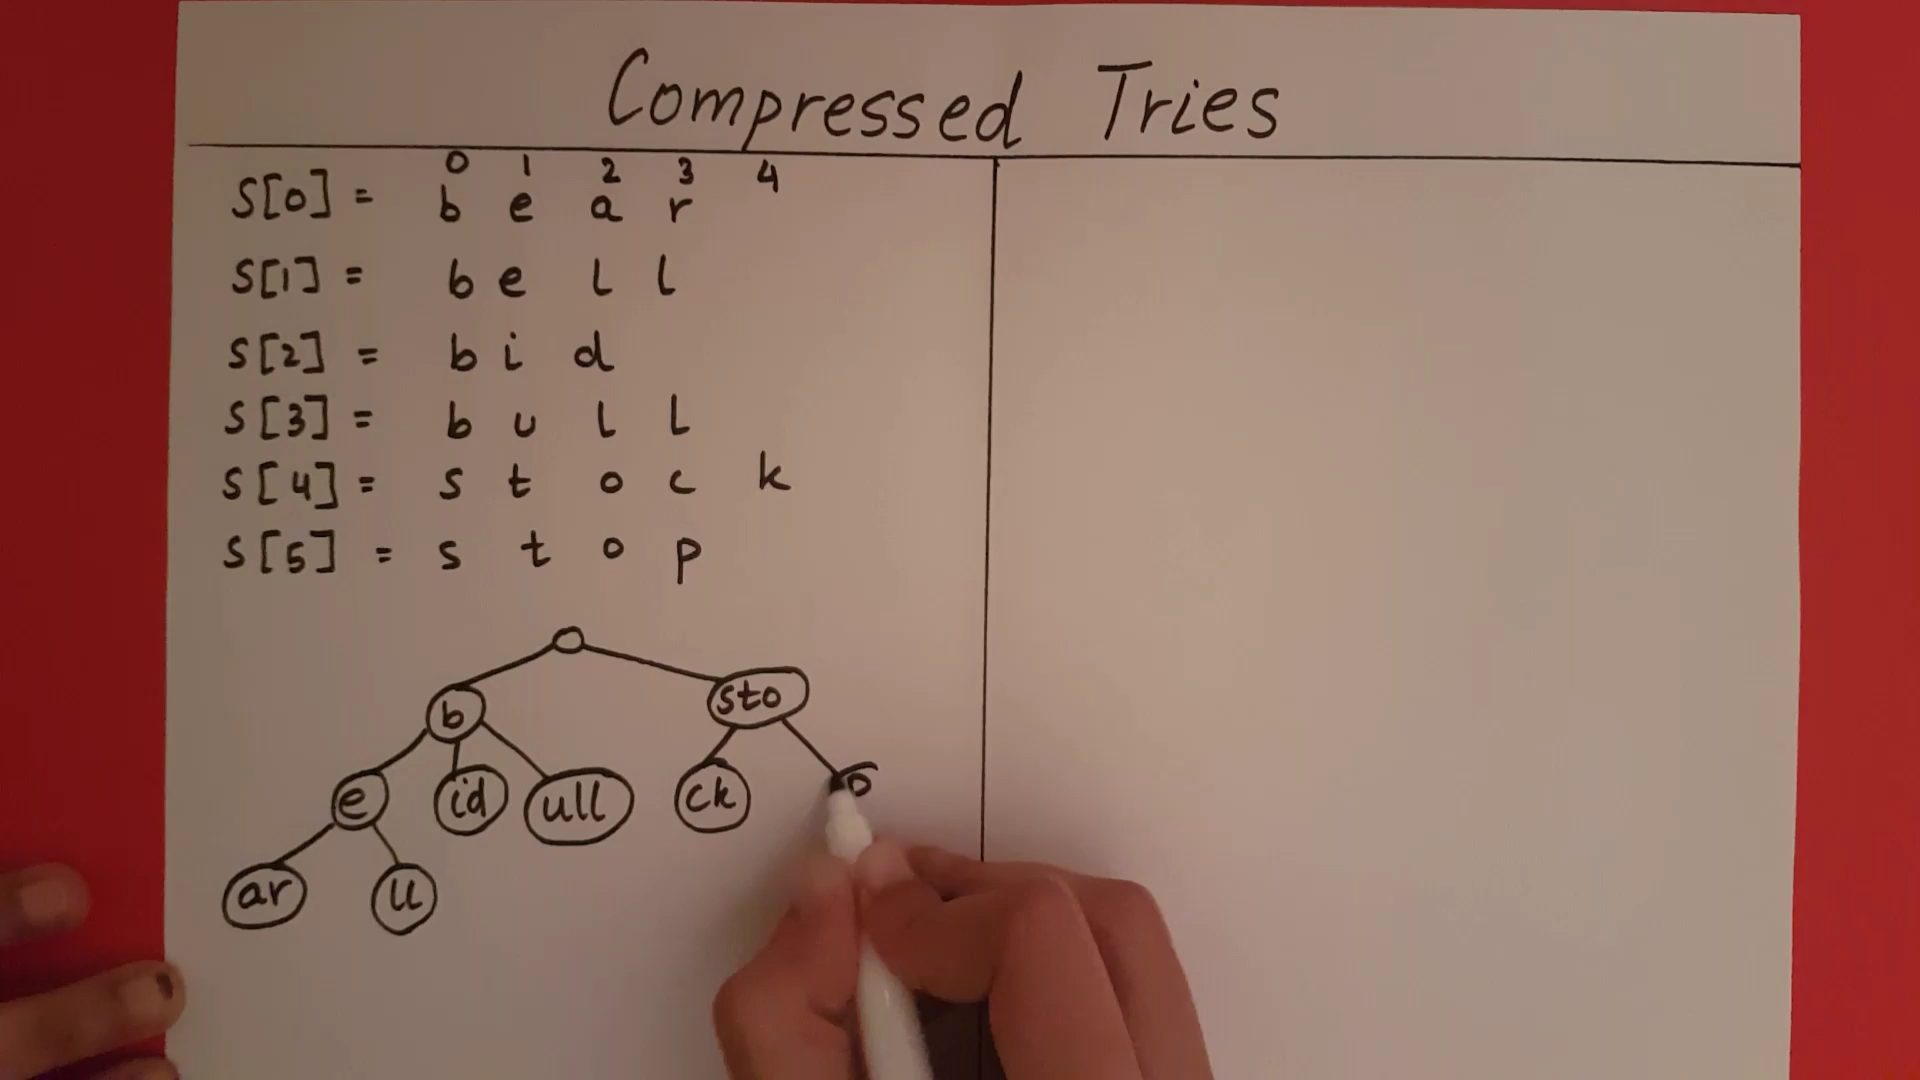 Compressed Tries
0 1 2 3 4
S[0] = b e a r
S[1] = b e l l
S[2] = b i d
S[3] = b u l l
S[4] = s t o c k
S[5] = s t o p
b sto
e id ull ck
ar ll